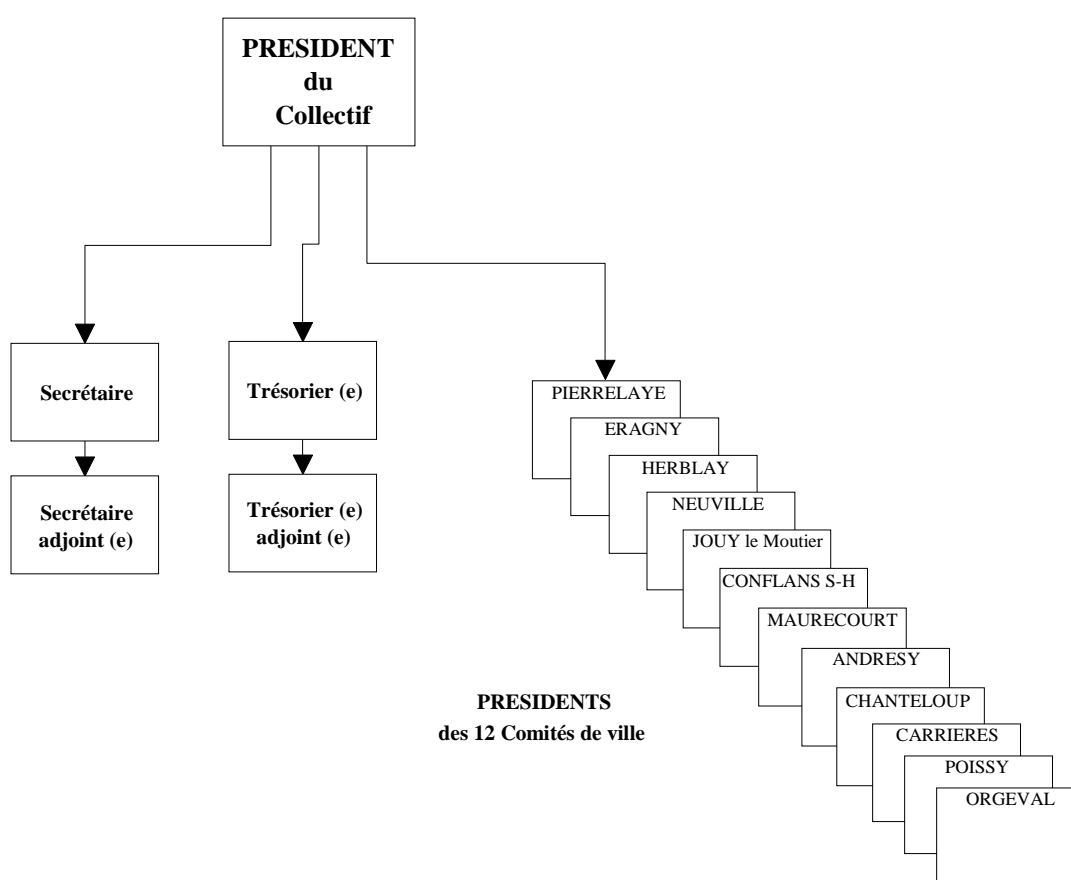 PRESIDENT
du
Collectif
Secrétaire
Trésorier (e)
Secrétaire
adjoint (e)
Trésorier (e)
adjoint (e)
PIERRELAYE
ERAGNY
HERBLAY
NEUVILLE
JOUY le Moutier
CONFLANS S-H
MAURECOURT
ANDRESY
CHANTELOUP
CARRIERES
POISSY
ORGEVAL
PRESIDENTS
des 12 Comités de ville